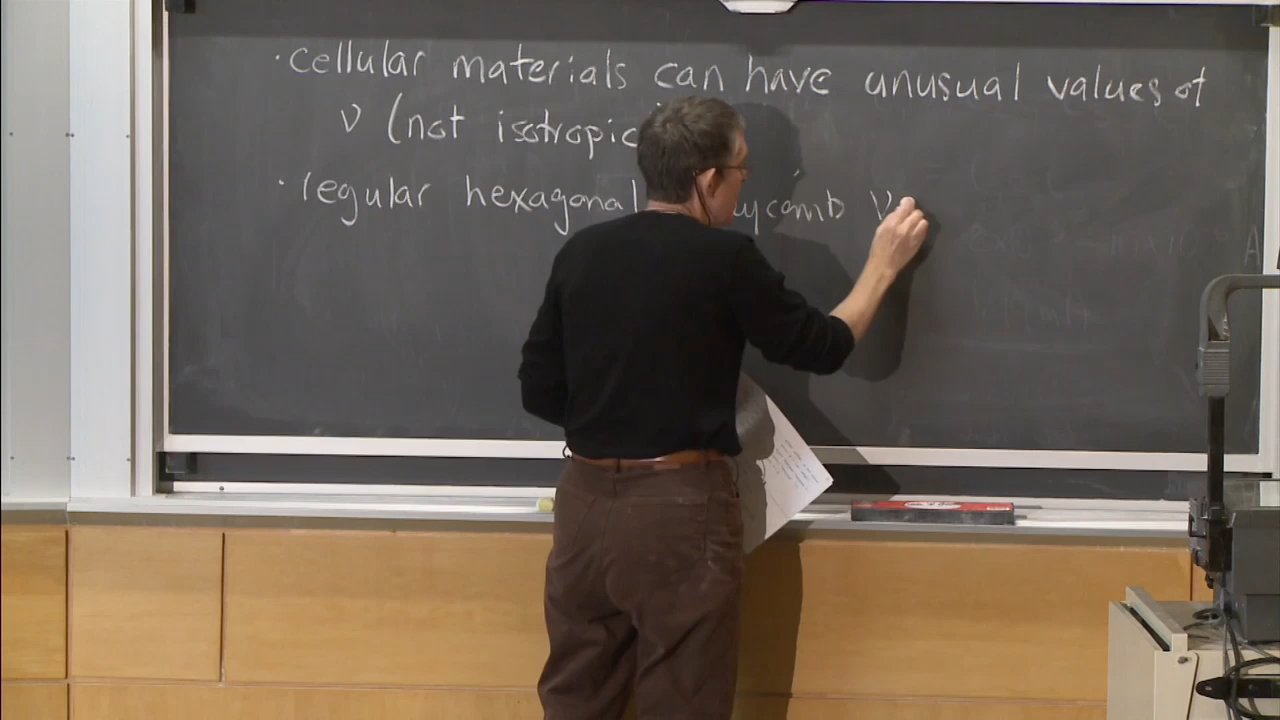 · cellular materials can have unusual values of
ν (not isotropic
· regular hexagonal ν